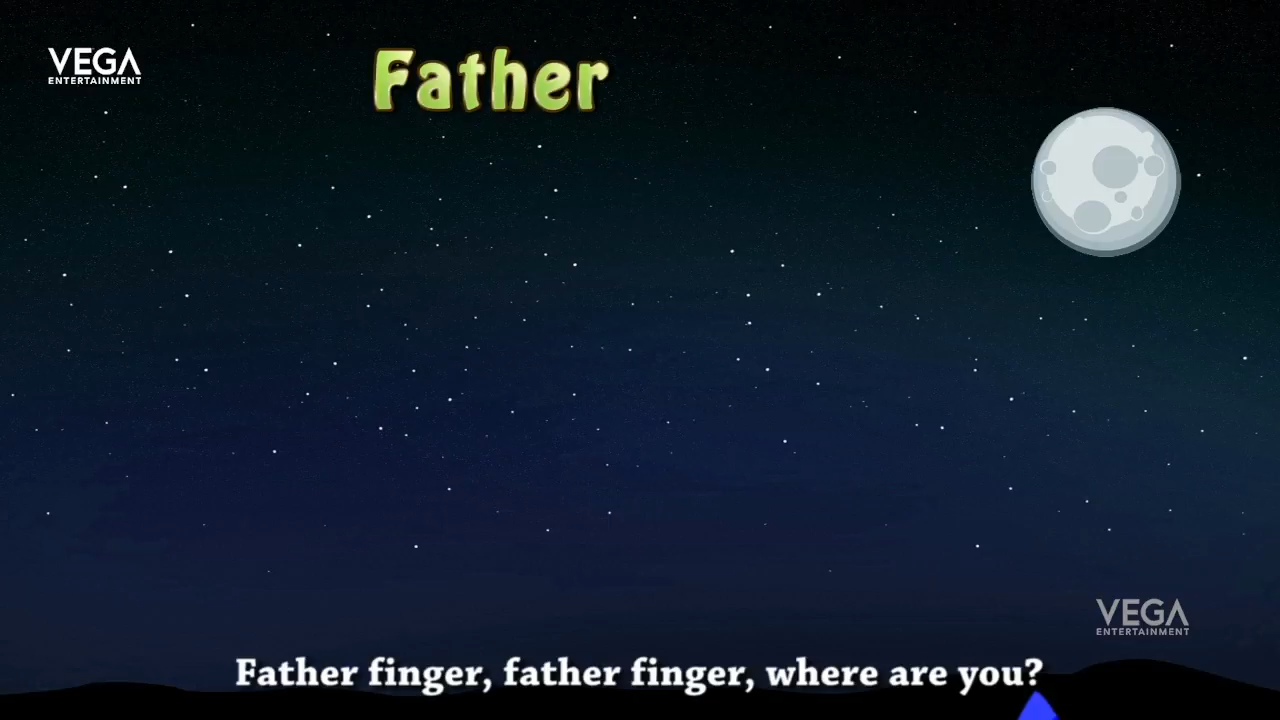 VEGA
ENTERTAINMENT
Father
VEGA
ENTERTAINMENT
Father finger, father finger, where are you?